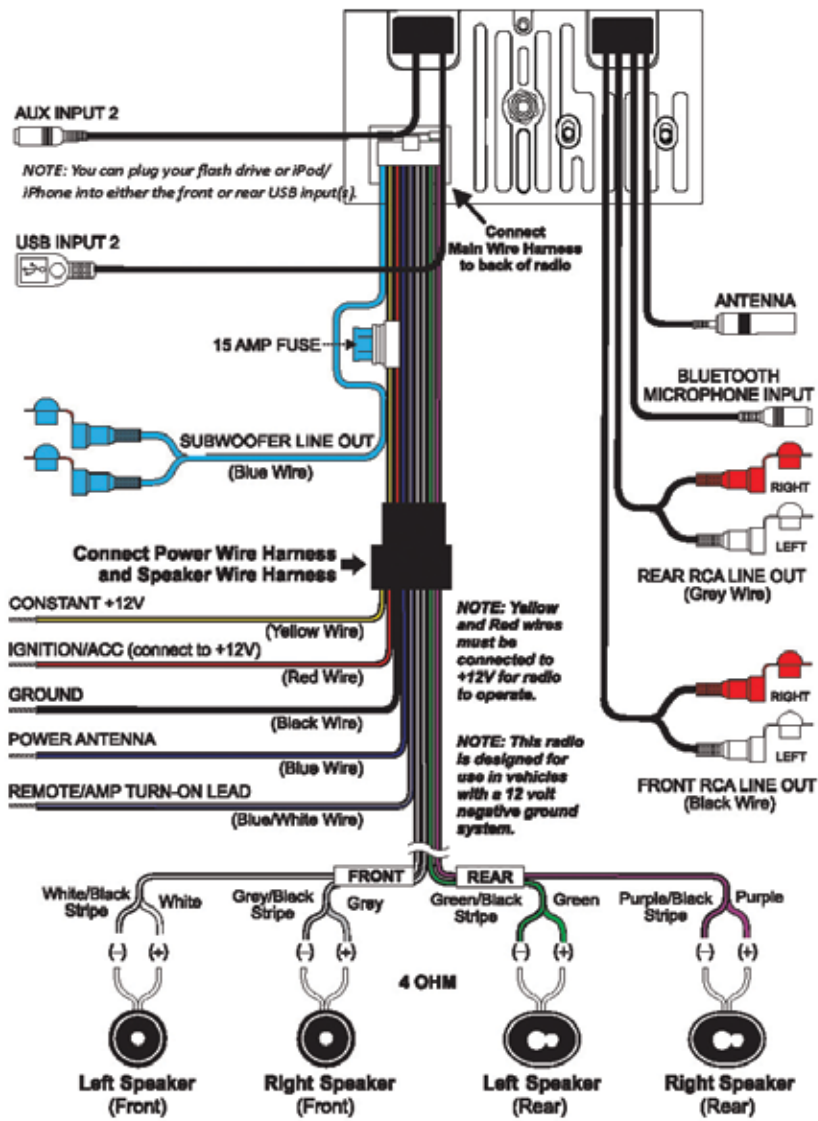 AUX INPUT 2
NOTE: You can plug your flash drive or iPod/
iPhone into either the front or rear USB input(s).
Connect
Main Wire Harness
to back of radio
USB INPUT 2
ANTENNA
15 AMP FUSE
BLUETOOTH
MICROPHONE INPUT
SUBWOOFER LINE OUT
(Blue Wire)
RIGHT
LEFT
REAR RCA LINE OUT
(Grey Wire)
Connect Power Wire Harness
and Speaker Wire Harness
CONSTANT +12V
(Yellow Wire)
IGNITION/ACC (connect to +12V)
(Red Wire)
GROUND
(Black Wire)
POWER ANTENNA
(Blue Wire)
REMOTE/AMP TURN-ON LEAD
(Blue/White Wire)
NOTE: Yellow
and Red wires
must be
connected to
+12V for radio
to operate.
NOTE: This radio
is designed for
use in vehicles
with a 12 volt
negative ground
system.
RIGHT
LEFT
FRONT RCA LINE OUT
(Black Wire)
FRONT
REAR
White/Black
Stripe
White
Grey/Black
Stripe
Grey
Green/Black
Stripe
Green
Purple/Black
Stripe
Purple
(-) (+)
(-) (+)
(-) (+)
(-) (+)
4 OHM
Left Speaker
(Front)
Right Speaker
(Front)
Left Speaker
(Rear)
Right Speaker
(Rear)